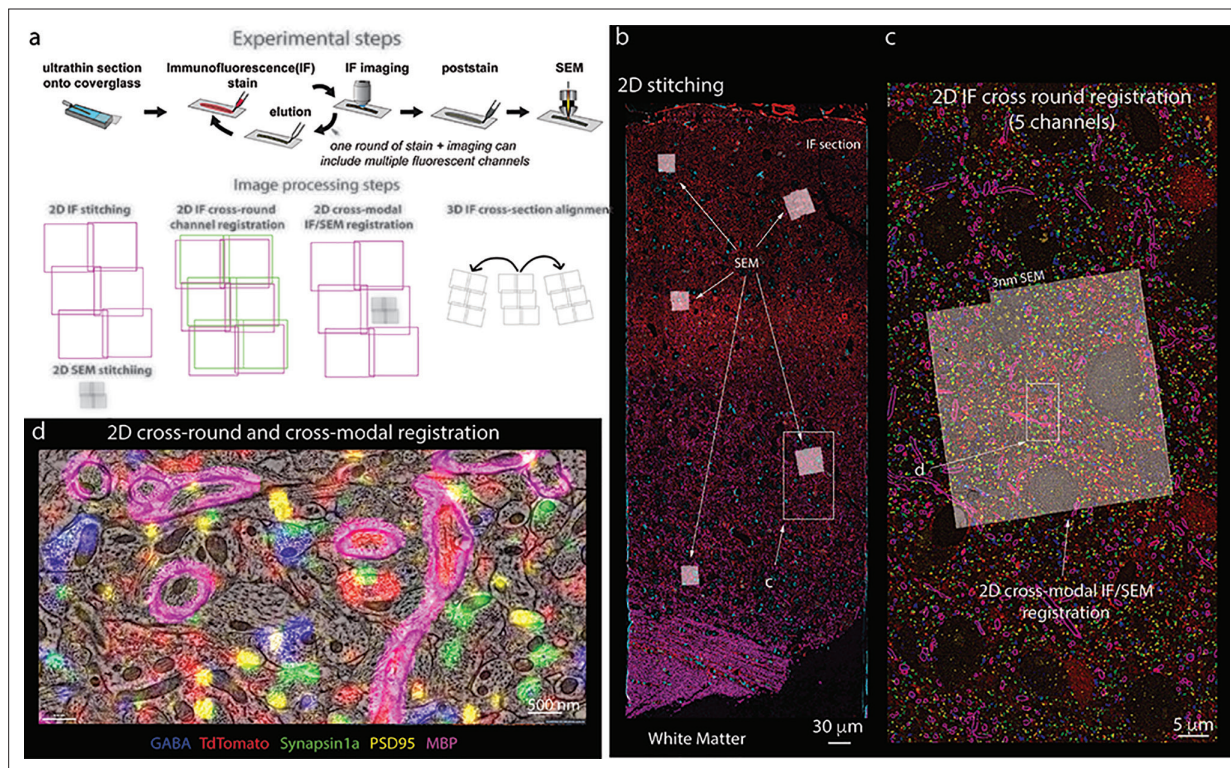 a
Experimental steps
ultrathin section
onto coverglass
Immunofluorescence(IF)
stain
IF imaging
poststain
SEM
elution
one round of stain + imaging can
include multiple fluorescent channels
Image processing steps
2D IF stitching
2D IF cross-round
channel registration
2D cross-modal
IF/SEM registration
3D IF cross-section alignment
2D SEM stitchiing
b
2D stitching
IF section
SEM
c
White Matter
30 μm
c
2D IF cross round registration
(5 channels)
3nm SEM
d
2D cross-modal IF/SEM
registration
5 μm
d
2D cross-round and cross-modal registration
500 nm
GABA TdTomato Synapsin1a PSD95 MBP